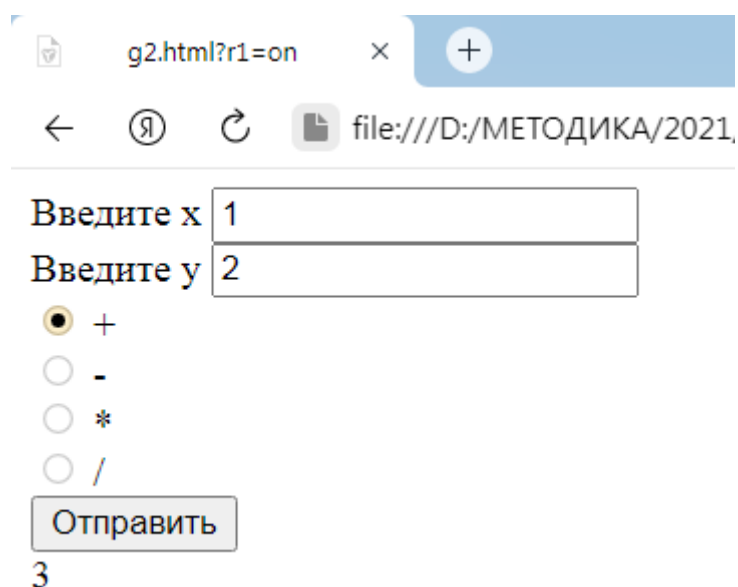 g2.html?r1=on
file:///D:/МЕТОДИКА/2021,
Введите x 1
Введите y 2
+
-
*
/
Отправить
3